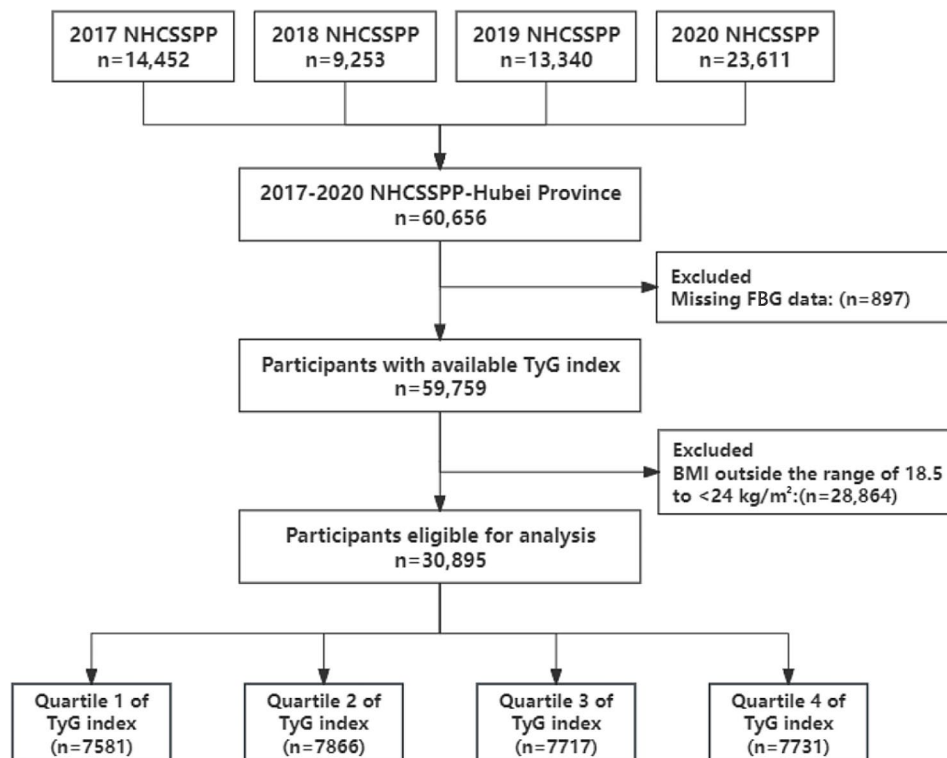 2017 NHCSSPP
n=14,452
2018 NHCSSPP
n=9,253
2019 NHCSSPP
n=13,340
2020 NHCSSPP
n=23,611
2017-2020 NHCSSPP-Hubei Province
n=60,656
Excluded
Missing FBG data: (n=897)
Participants with available TyG index
n=59,759
Excluded
BMI outside the range of 18.5
to <24 kg/m²:(n=28,864)
Participants eligible for analysis
n=30,895
Quartile 1 of
TyG index
(n=7581)
Quartile 2 of
TyG index
(n=7866)
Quartile 3 of
TyG index
(n=7717)
Quartile 4 of
TyG index
(n=7731)